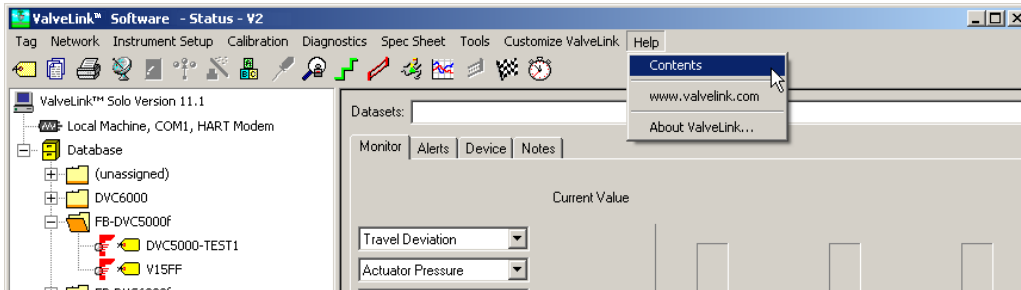 ValveLink™ Software - Status - V2
Tag Network Instrument Setup Calibration Diagnostics Spec Sheet Tools Customize ValveLink Help
Contents
www.valvelink.com
About ValveLink...
ValveLink™ Solo Version 11.1
Local Machine, COM1, HART Modem
Database
(unassigned)
DVC6000
FB-DVC5000f
DVC5000-TEST1
V15FF
Datasets:
Monitor Alerts Device Notes
Current Value
Travel Deviation
Actuator Pressure